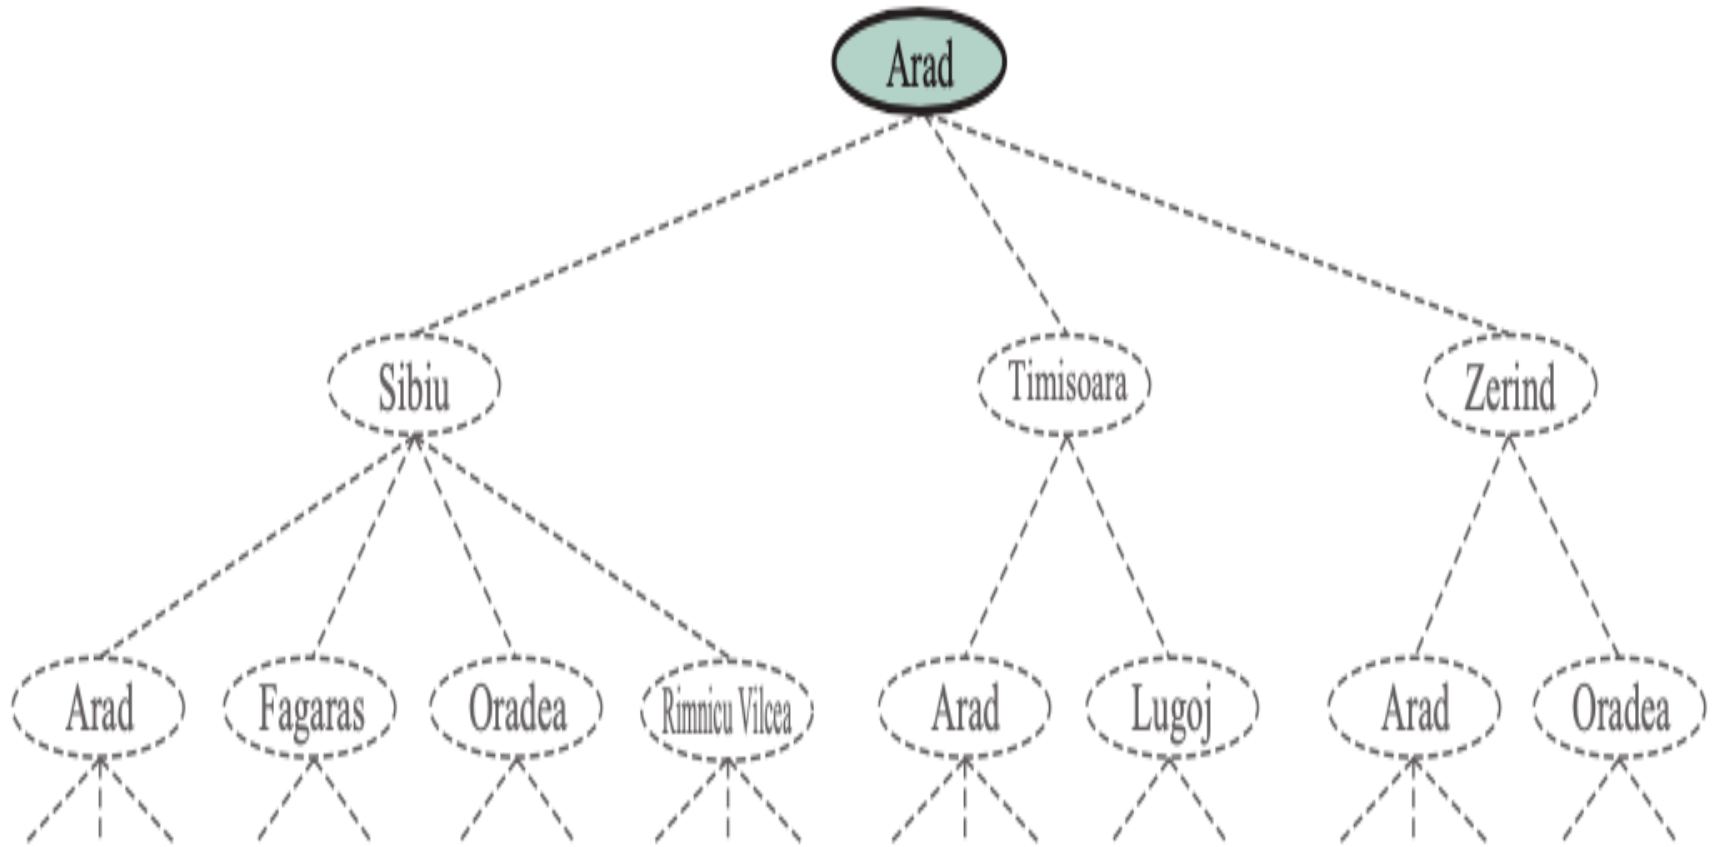 Arad
Sibiu
Timisoara
Zerind
Arad
Fagaras
Oradea
Rimnicu Vilcea
Arad
Lugoj
Arad
Oradea